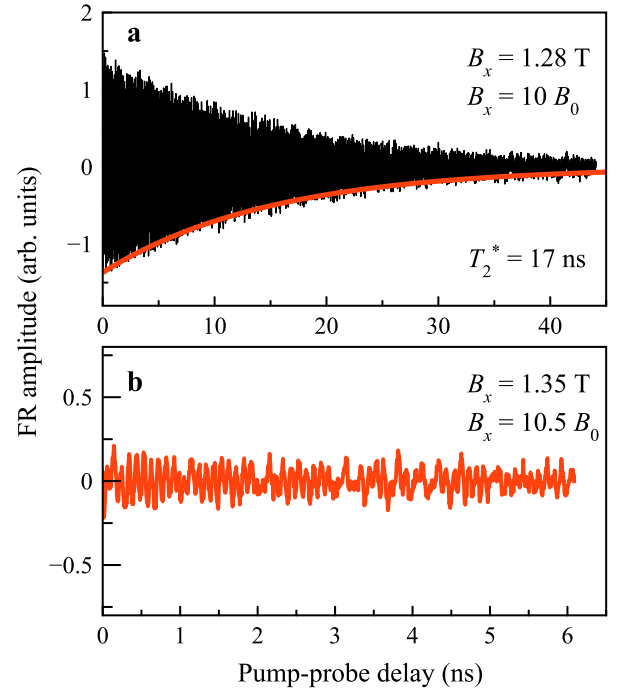 2
a
B_x = 1.28 T
B_x = 10 B_0
1
0
−1
T_2^* = 17 ns
0 10 20 30 40
FR amplitude (arb. units)
b
B_x = 1.35 T
B_x = 10.5 B_0
0.5
0
−0.5
0 1 2 3 4 5 6
Pump-probe delay (ns)